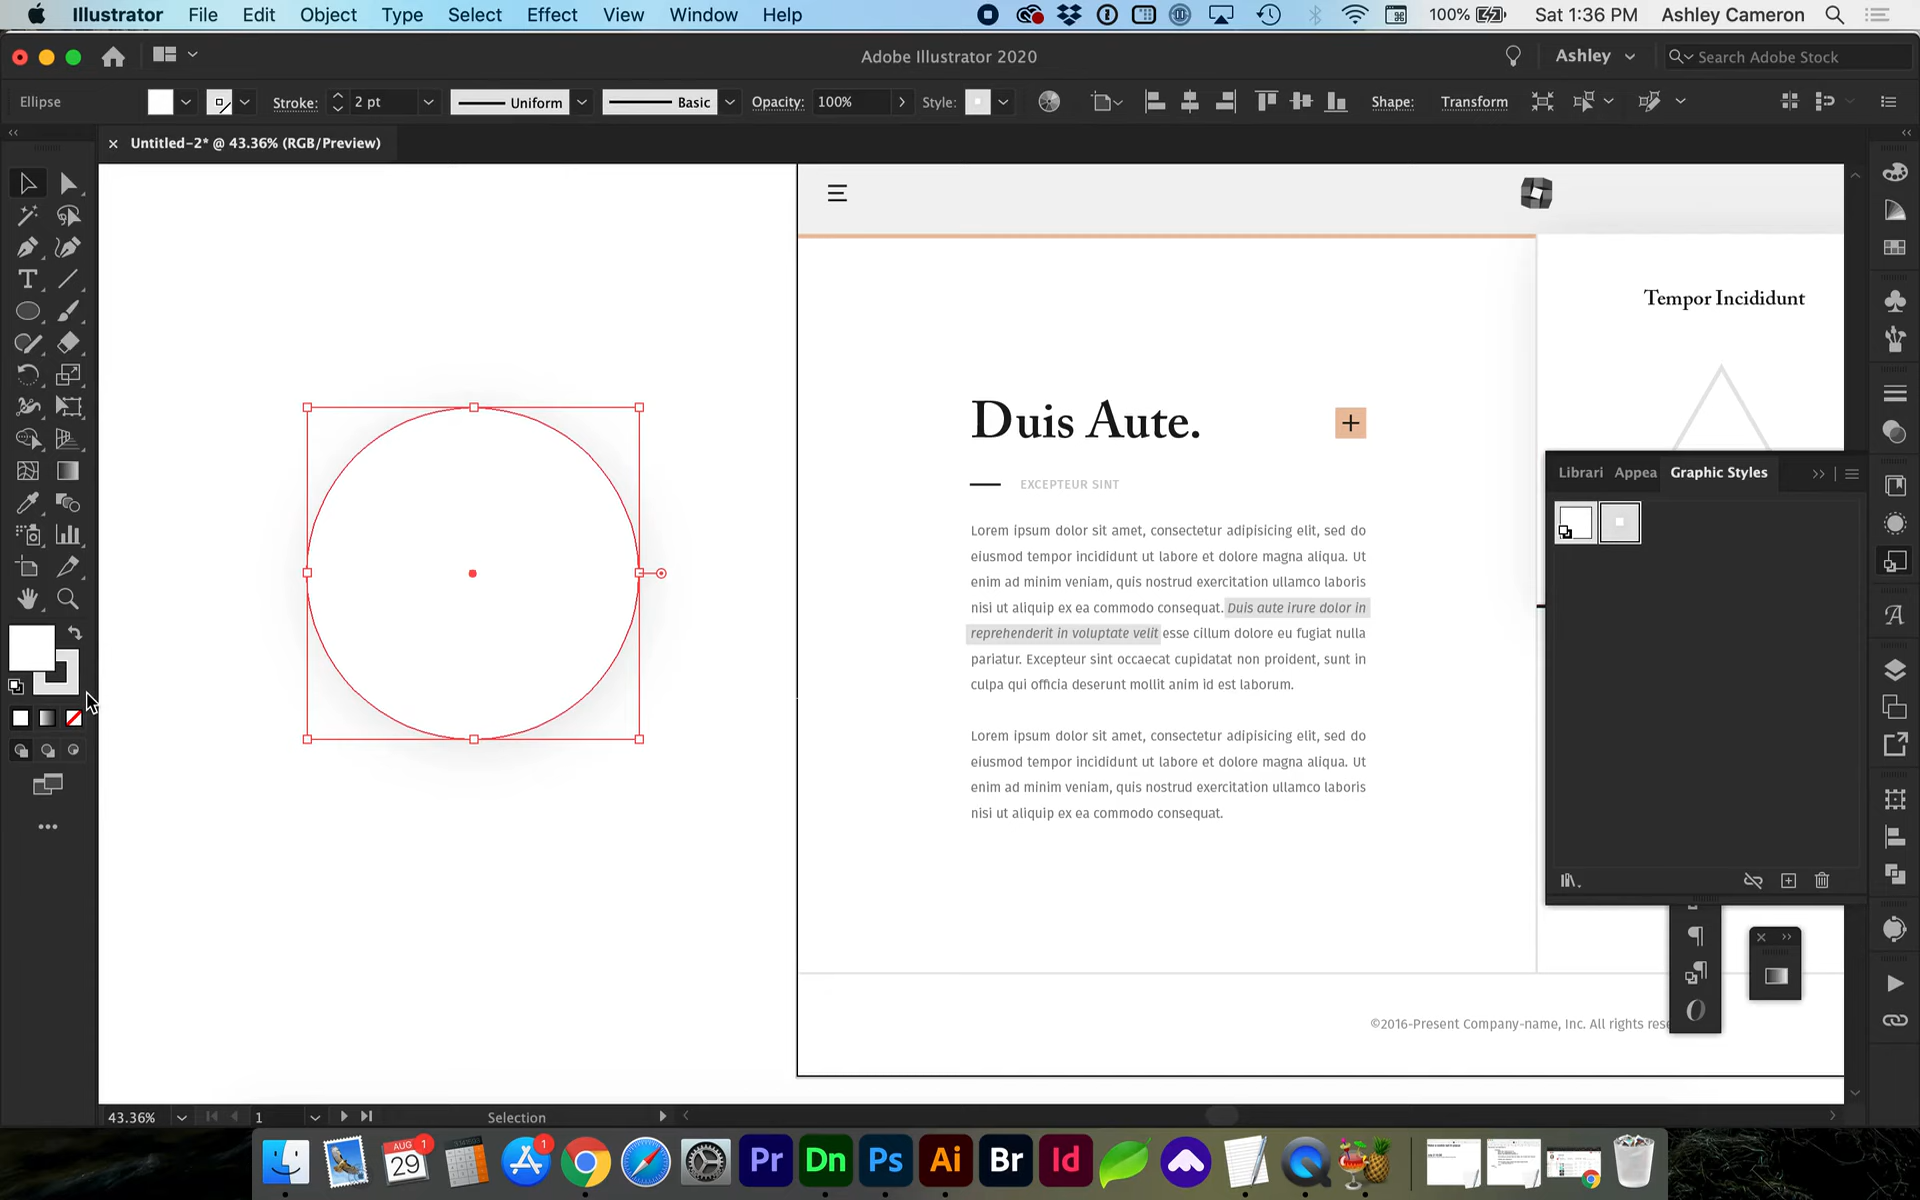 Illustrator File Edit Object Type Select Effect View Window Help 100% Sat 1:36 PM Ashley Cameron
Adobe Illustrator 2020 Ashley Search Adobe Stock
Ellipse Stroke: 2 pt Uniform Basic Opacity: 100% Style: Shape: Transform
× Untitled-2* @ 43.36% (RGB/Preview)
Tempor Incididunt
Duis Aute. +
EXCEPTEUR SINT
Librari Appea Graphic Styles
Lorem ipsum dolor sit amet, consectetur adipisicing elit, sed do
eiusmod tempor incididunt ut labore et dolore magna aliqua. Ut
enim ad minim veniam, quis nostrud exercitation ullamco laboris
nisi ut aliquip ex ea commodo consequat. Duis aute irure dolor in
reprehenderit in voluptate velit esse cillum dolore eu fugiat nulla
pariatur. Excepteur sint occaecat cupidatat non proident, sunt in
culpa qui officia deserunt mollit anim id est laborum.
Lorem ipsum dolor sit amet, consectetur adipisicing elit, sed do
eiusmod tempor incididunt ut labore et dolore magna aliqua. Ut
enim ad minim veniam, quis nostrud exercitation ullamco laboris
nisi ut aliquip ex ea commodo consequat.
©2016-Present Company-name, Inc. All rights rese
43.36% 1 Selection
AUG 29 1 1 Pr Dn Ps Ai Br Id